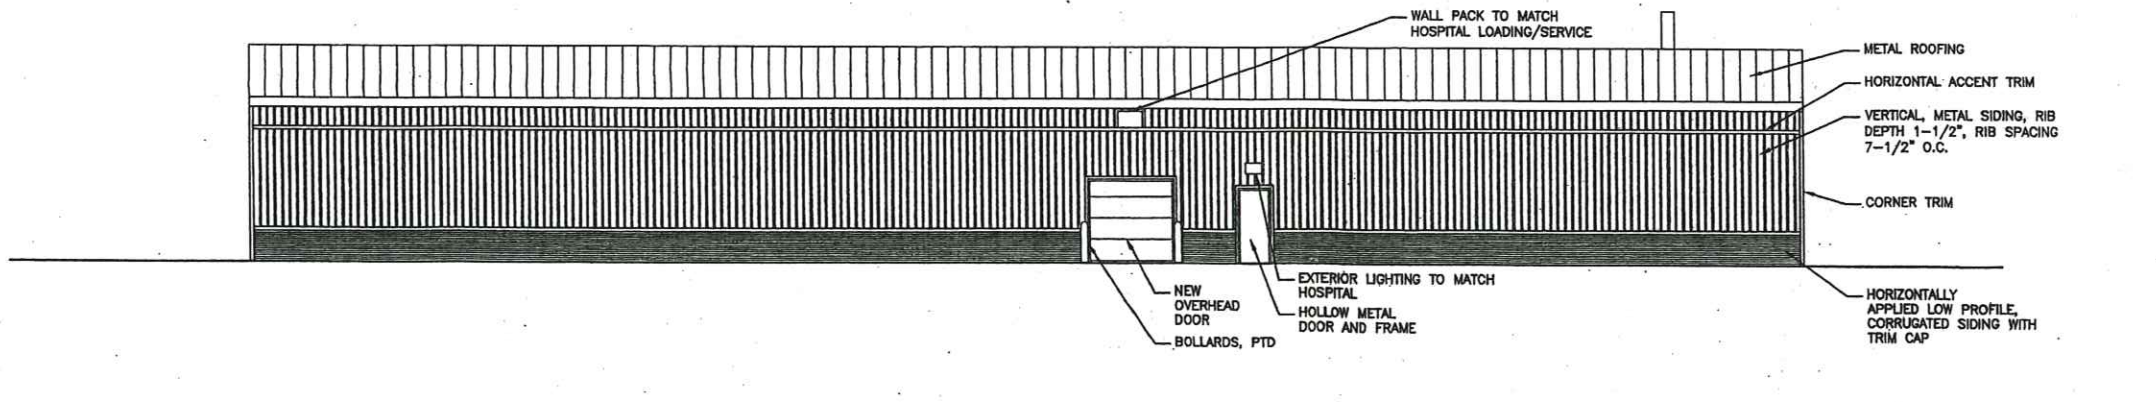 WALL PACK TO MATCH
HOSPITAL LOADING/SERVICE
METAL ROOFING
HORIZONTAL ACCENT TRIM
VERTICAL, METAL SIDING, RIB
DEPTH 1-1/2", RIB SPACING
7-1/2" O.C.
CORNER TRIM
EXTERIOR LIGHTING TO MATCH
HOSPITAL
NEW
OVERHEAD
DOOR
HOLLOW METAL
DOOR AND FRAME
BOLLARDS, PTD
HORIZONTALLY
APPLIED LOW PROFILE,
CORRUGATED SIDING WITH
TRIM CAP